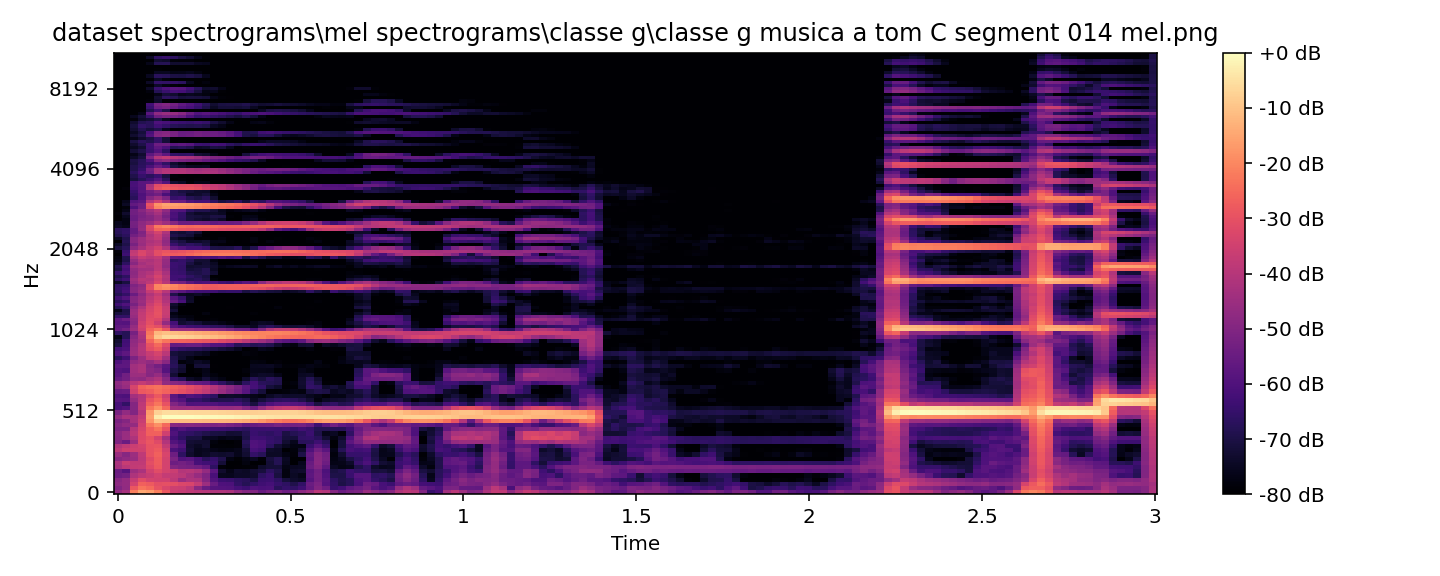 dataset spectrograms\mel spectrograms\classe g\classe g musica a tom C segment 014 mel.png
8192
4096
2048
1024
512
0
Hz
0
0.5
1
1.5
2
2.5
3
Time
+0 dB
-10 dB
-20 dB
-30 dB
-40 dB
-50 dB
-60 dB
-70 dB
-80 dB